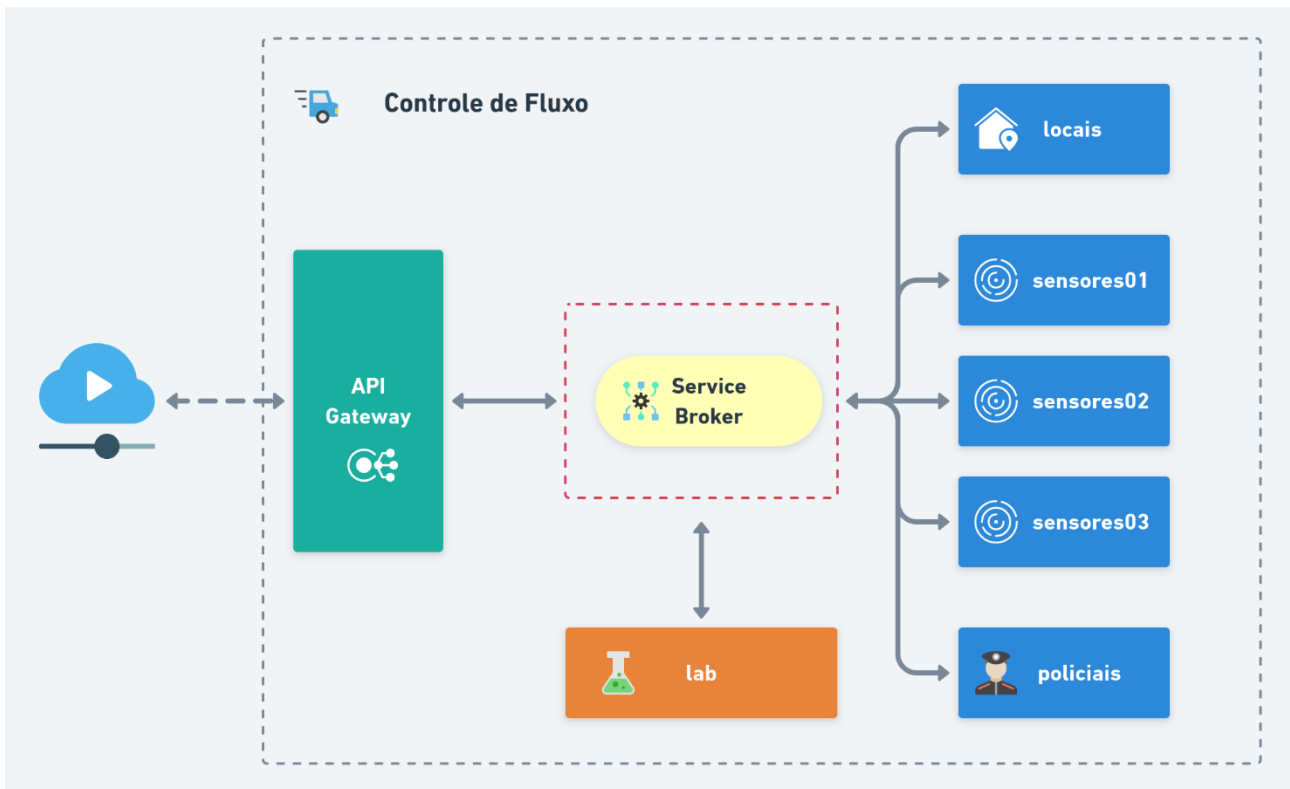 Controle de Fluxo
locais
sensores01
API
Gateway
Service
Broker
sensores02
sensores03
lab
policiais